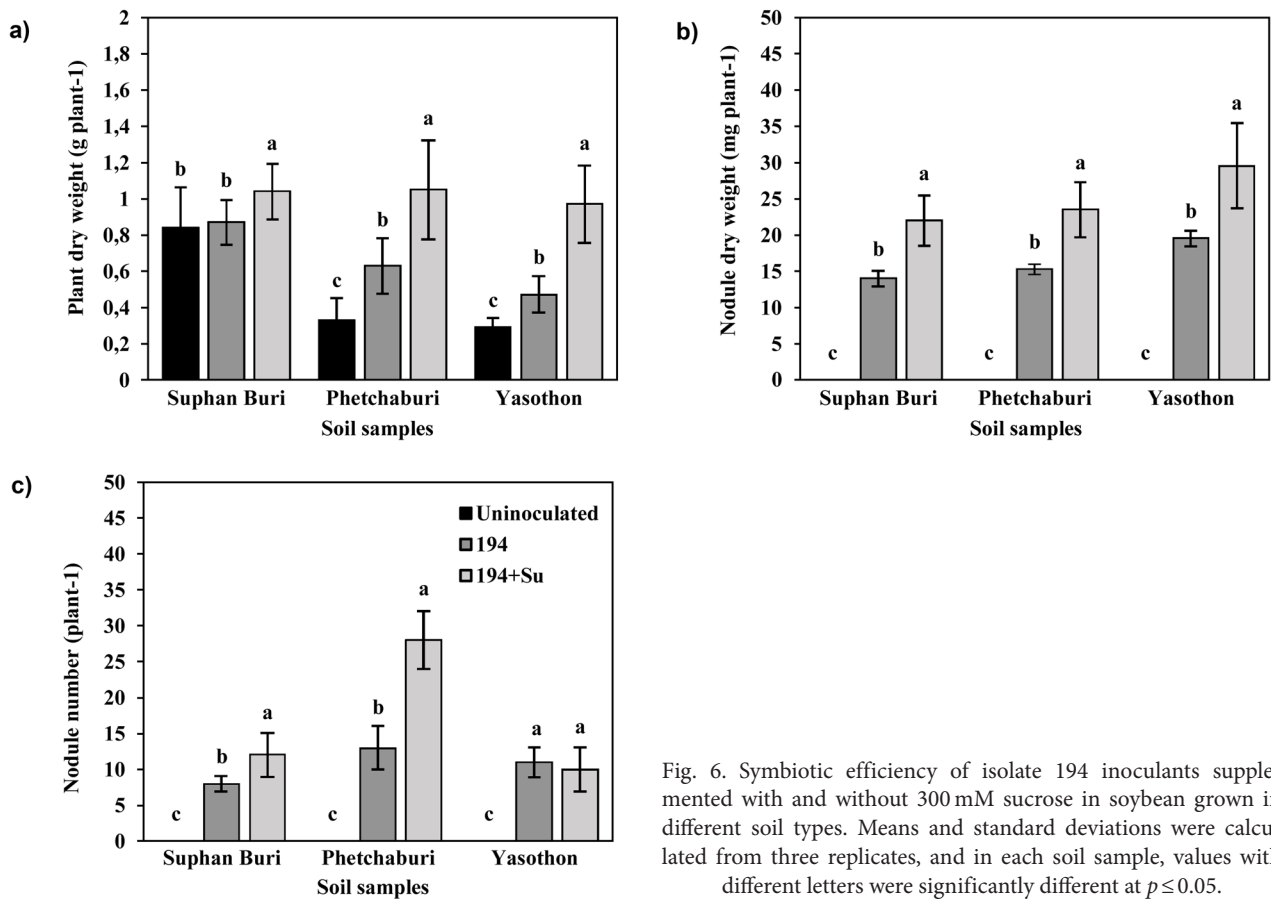 a)
Plant dry weight (g plant-1)
2
1,8
1,6
1,4
1,2
1
0,8
0,6
0,4
0,2
0
b b a
c b a
c b a
Suphan Buri Phetchaburi Yasothon
Soil samples
b)
Nodule dry weight (mg plant-1)
50
45
40
35
30
25
20
15
10
5
0
c b a
c b a
c b a
Suphan Buri Phetchaburi Yasothon
Soil samples
c)
Nodule number (plant-1)
50
45
40
35
30
25
20
15
10
5
0
Uninoculated
194
194+Su
c b a
c b a
c a a
Suphan Buri Phetchaburi Yasothon
Soil samples
Fig. 6. Symbiotic efficiency of isolate 194 inoculants supple
mented with and without 300 mM sucrose in soybean grown i
different soil types. Means and standard deviations were calcu
lated from three replicates, and in each soil sample, values wit
different letters were significantly different at p ≤ 0.05.